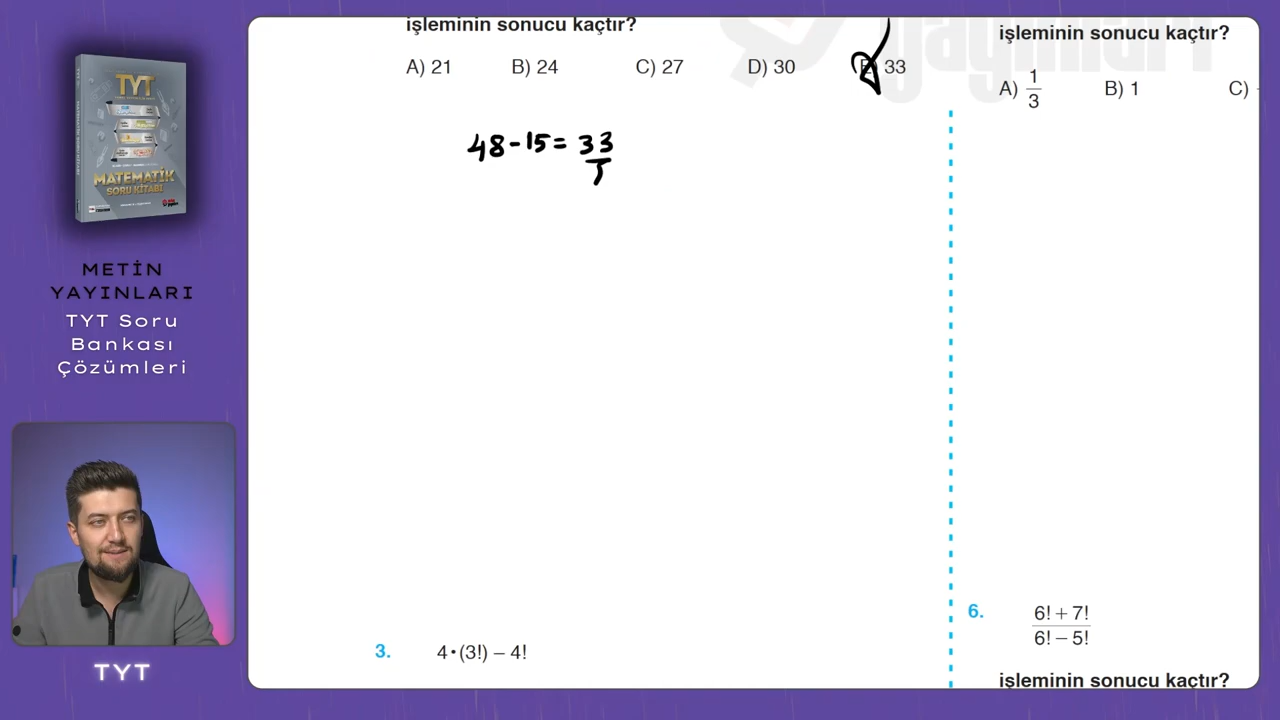 TYT
MATEMATİK
SORU KİTABI
METİN
YAYINLARI
TYT Soru
Bankası
Çözümleri
TYT
işleminin sonucu kaçtır?
A) 21 B) 24 C) 27 D) 30 E) 33
48-15= 33
3. 4•(3!) – 4!
işleminin sonucu kaçtır?
A) 1/3 B) 1 C)
6. (6! + 7!)/(6! – 5!)
işleminin sonucu kaçtır?